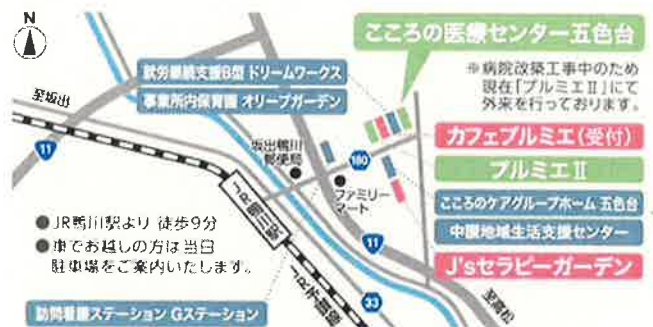 N
こころの医療センター五色台
※病院改築工事中のため
現在「プルミエⅡ」にて
外来を行っております。
就労継続支援B型 ドリームワークス
事業所内保育園 オリーブガーデン
至坂出
11
坂出鴨川
郵便局
180
ファミリー
マート
カフェプルミエ(受付)
プルミエⅡ
こころのケアグループホーム 五色台
中讃地域生活支援センター
J'sセラピーガーデン
JR鴨川駅
●JR鴨川駅より 徒歩9分
●車でお越しの方は当日
駐車場をご案内いたします。
11
至高松
33
JR予讃線
訪問看護ステーション Gステーション